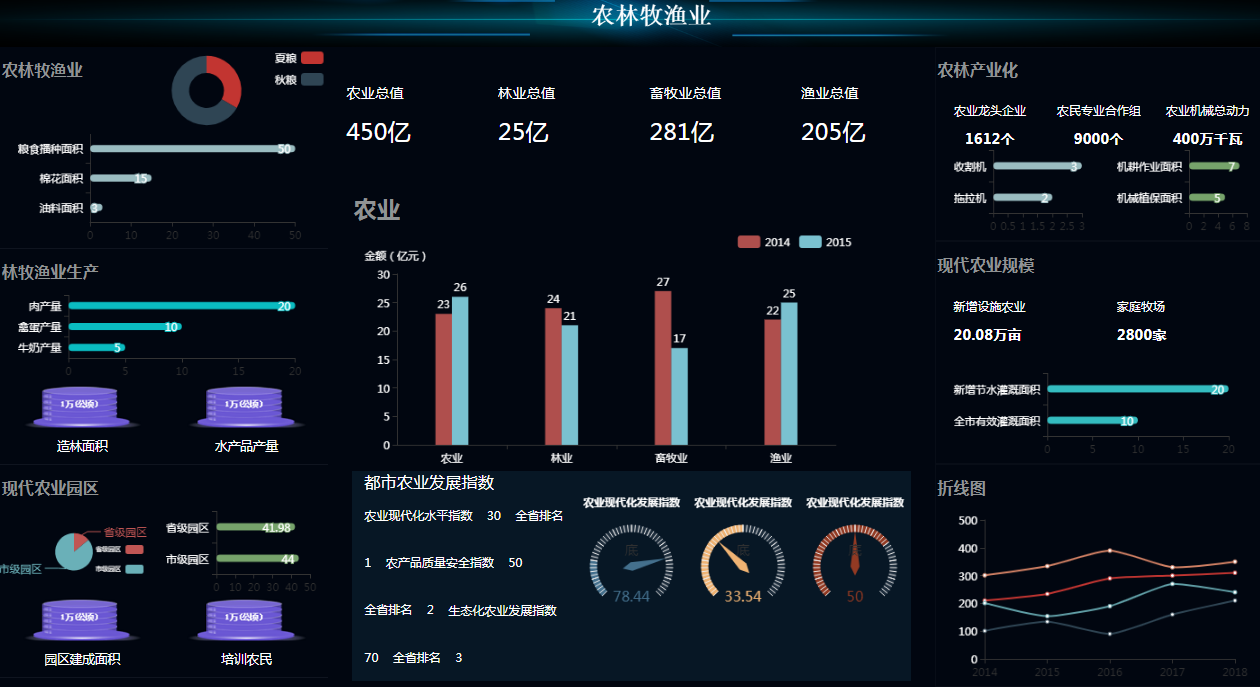 农林牧渔业
农林牧渔业
夏粮
秋粮
粮食播种面积 50
棉花面积 15
油料面积 3
0 10 20 30 40 50
林牧渔业生产
肉产量 20
禽蛋产量 10
牛奶产量 5
0 5 10 15 20
1万(公顷) 1万(公顷)
造林面积 水产品产量
现代农业园区
省级园区
市级园区
省级园区
市级园区
省级园区 41.98
市级园区 44
0 10 20 30 40 50
1万(公顷) 1万(公顷)
园区建成面积 培训农民
农业总值 林业总值 畜牧业总值 渔业总值
450亿 25亿 281亿 205亿
农业
2014 2015
金额（亿元）
30
25
20
15
10
5
0
23 26 24 21 27 17 22 25
农业 林业 畜牧业 渔业
都市农业发展指数
农业现代化水平指数 30 全省排名
1 农产品质量安全指数 50
全省排名 2 生态化农业发展指数
70 全省排名 3
农业现代化发展指数 农业现代化发展指数 农业现代化发展指数
底 底 底
78.44 33.54 50
农林产业化
农业龙头企业 农民专业合作组 农业机械总动力
1612个 9000个 400万千瓦
收割机 3
拖拉机 2
0 0.5 1 1.5 2 2.5 3
机耕作业面积 7
机械植保面积 5
0 2 4 6 8
现代农业规模
新增设施农业 家庭牧场
20.08万亩 2800家
新增节水灌溉面积 20
全市有效灌溉面积 10
0 5 10 15 20
折线图
500
400
300
200
100
0
2014 2015 2016 2017 2018